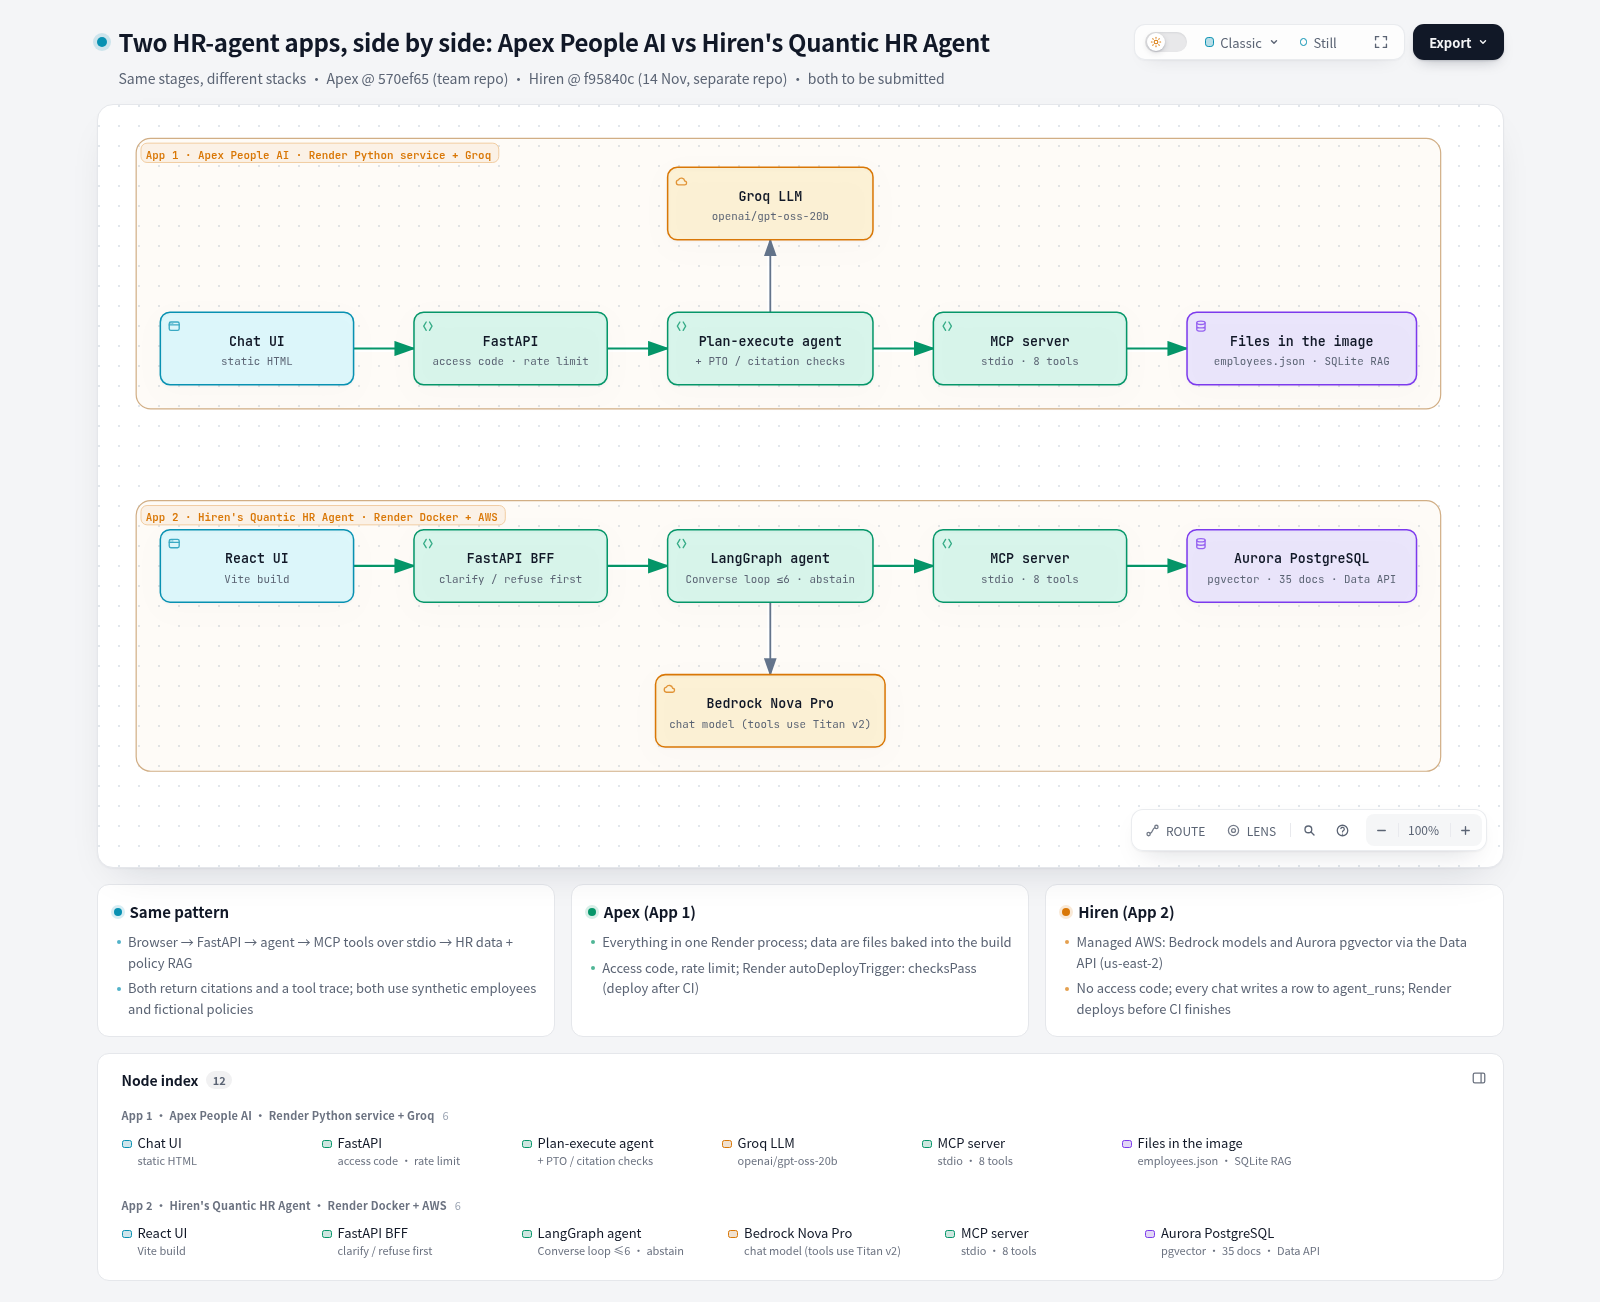 Two HR-agent apps, side by side: Apex People AI vs Hiren's Quantic HR Agent
Classic
Still
Export
Same stages, different stacks • Apex @ 570ef65 (team repo) • Hiren @ f95840c (14 Nov, separate repo) • both to be submitted
App 1 · Apex People AI · Render Python service + Groq
Groq LLM
openai/gpt-oss-20b
Chat UI
static HTML
FastAPI
access code · rate limit
Plan-execute agent
+ PTO / citation checks
MCP server
stdio · 8 tools
Files in the image
employees.json · SQLite RAG
App 2 · Hiren's Quantic HR Agent · Render Docker + AWS
React UI
Vite build
FastAPI BFF
clarify / refuse first
LangGraph agent
Converse loop ≤6 · abstain
MCP server
stdio · 8 tools
Aurora PostgreSQL
pgvector · 35 docs · Data API
Bedrock Nova Pro
chat model (tools use Titan v2)
ROUTE
LENS
− 100% +
Same pattern
• Browser → FastAPI → agent → MCP tools over stdio → HR data +
policy RAG
• Both return citations and a tool trace; both use synthetic employees
and fictional policies
Apex (App 1)
• Everything in one Render process; data are files baked into the build
• Access code, rate limit; Render autoDeployTrigger: checksPass
(deploy after CI)
Hiren (App 2)
• Managed AWS: Bedrock models and Aurora pgvector via the Data
API (us-east-2)
• No access code; every chat writes a row to agent_runs; Render
deploys before CI finishes
Node index 12
App 1 • Apex People AI • Render Python service + Groq 6
Chat UI
static HTML
FastAPI
access code • rate limit
Plan-execute agent
+ PTO / citation checks
Groq LLM
openai/gpt-oss-20b
MCP server
stdio • 8 tools
Files in the image
employees.json • SQLite RAG
App 2 • Hiren's Quantic HR Agent • Render Docker + AWS 6
React UI
Vite build
FastAPI BFF
clarify / refuse first
LangGraph agent
Converse loop ≤6 • abstain
Bedrock Nova Pro
chat model (tools use Titan v2)
MCP server
stdio • 8 tools
Aurora PostgreSQL
pgvector • 35 docs • Data API